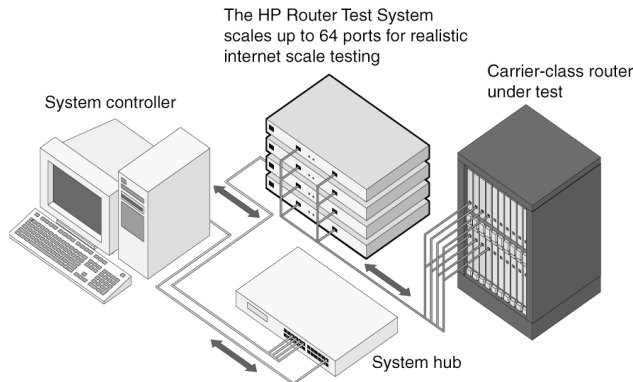 The HP Router Test System
scales up to 64 ports for realistic
internet scale testing
Carrier-class router
under test
System controller
System hub